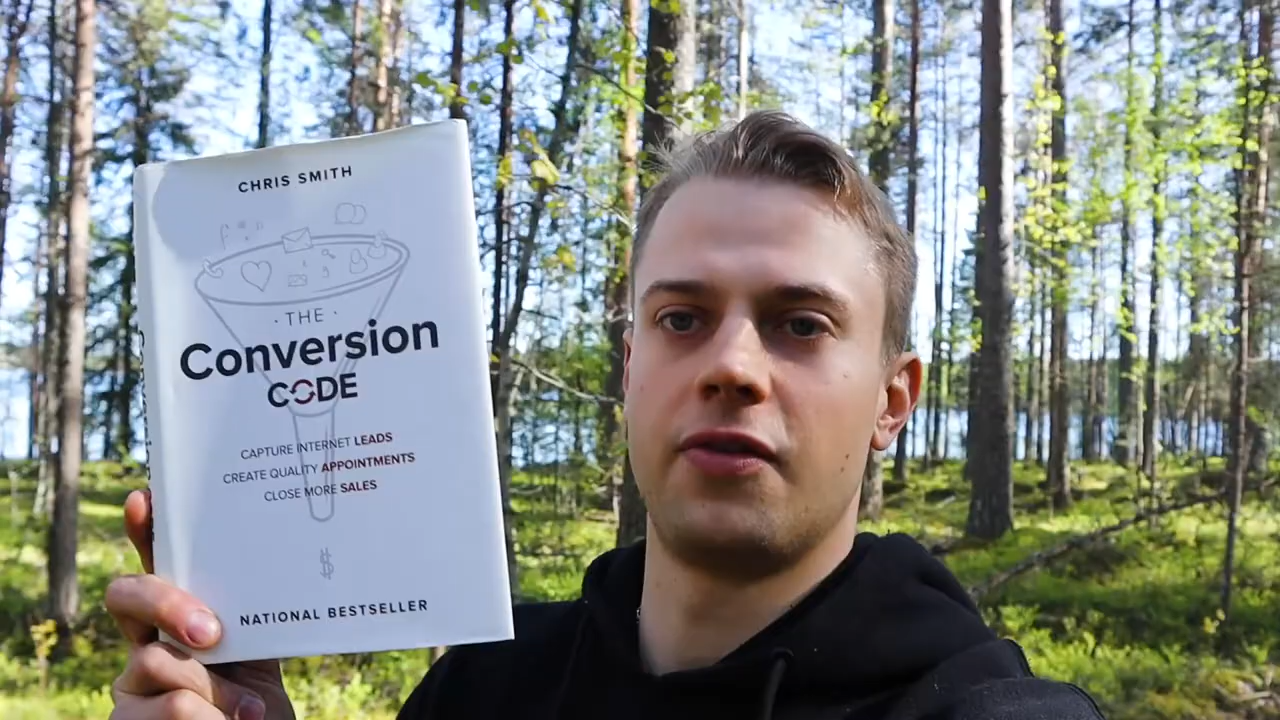 CHRIS SMITH
· THE ·
Conversion
CODE
CAPTURE INTERNET LEADS
CREATE QUALITY APPOINTMENTS
CLOSE MORE SALES
NATIONAL BESTSELLER